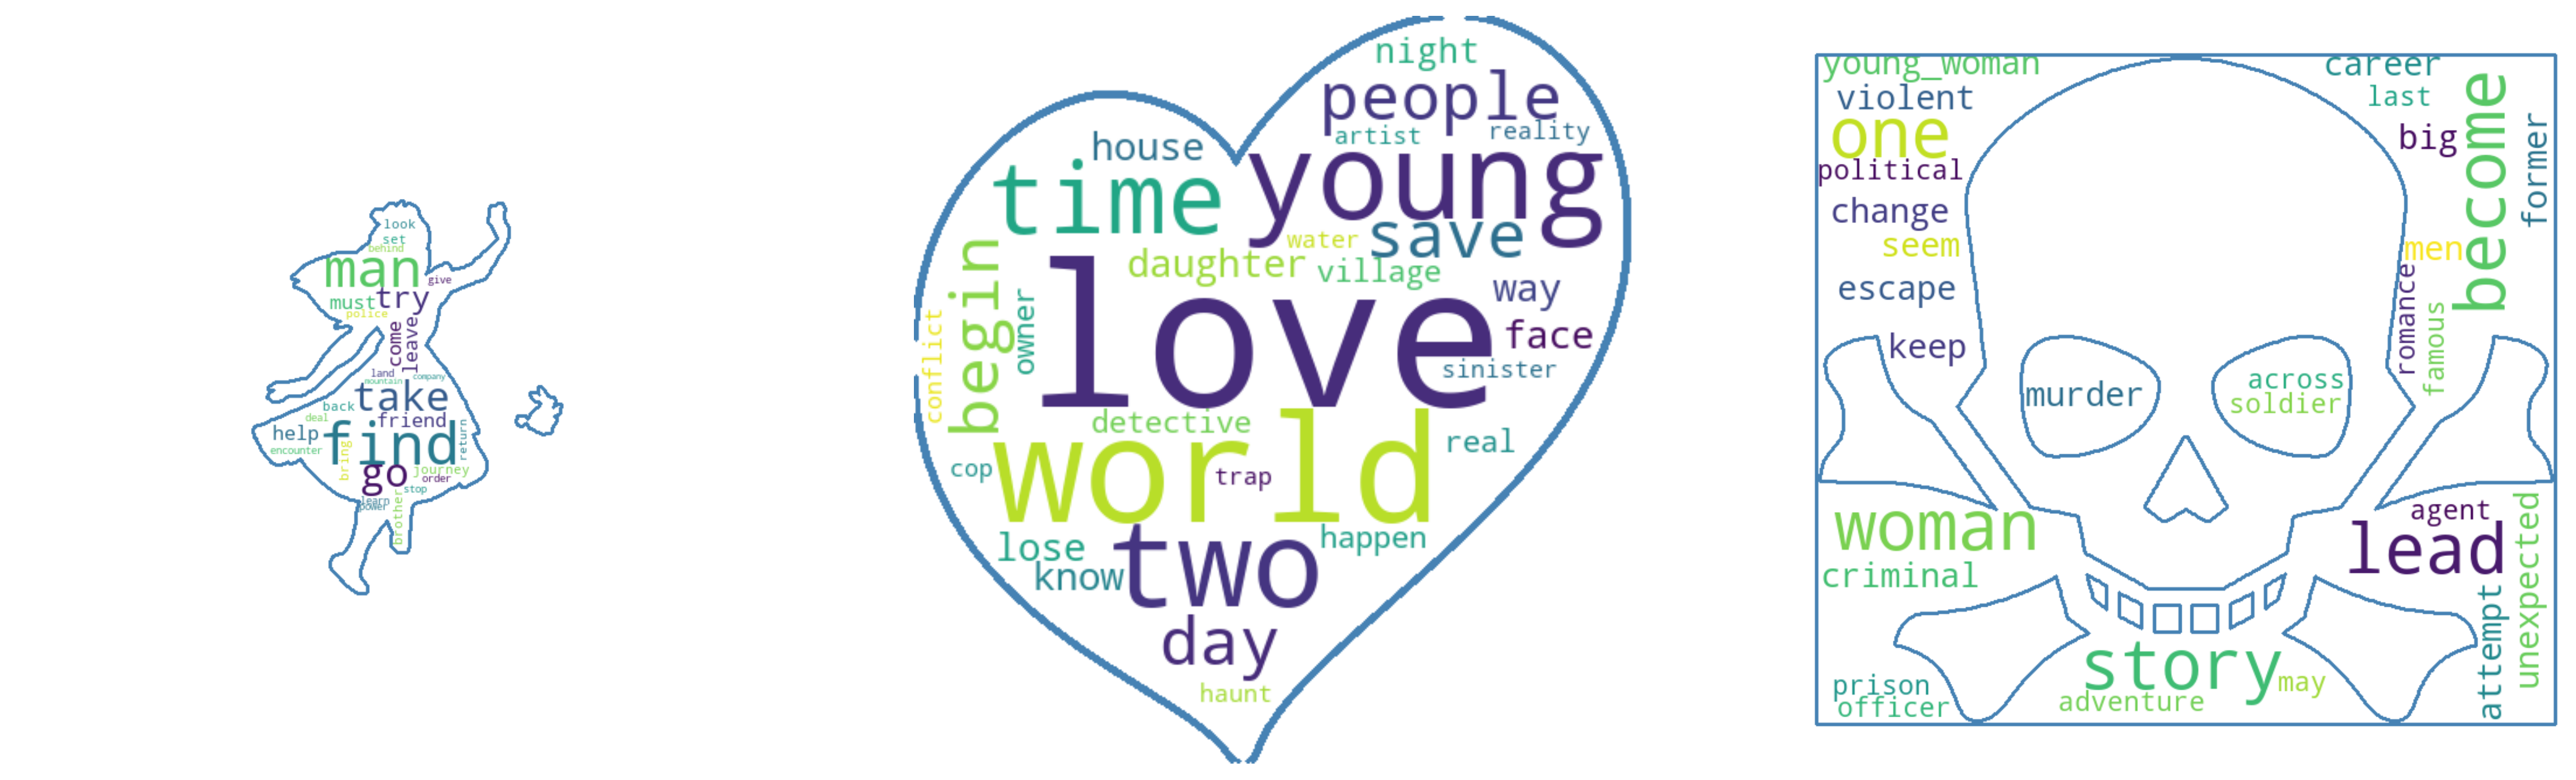 look
set
behind
man
give
must
try
police
come
leave
land
mountain
company
take
back
deal
friend
help
find
return
encounter
bring
go
journey
order
stop
learn
power
brother
night
people
artist
reality
house
time
young
water
save
daughter
village
begin
owner
conflict
love
way
face
sinister
detective
world
real
cop
trap
lose
know
two
happen
day
haunt
young_woman
violent
one
political
change
seem
escape
keep
career
last
big
become
former
men
romance
famous
murder
across
soldier
woman
criminal
agent
lead
unexpected
attempt
story
may
adventure
prison
officer